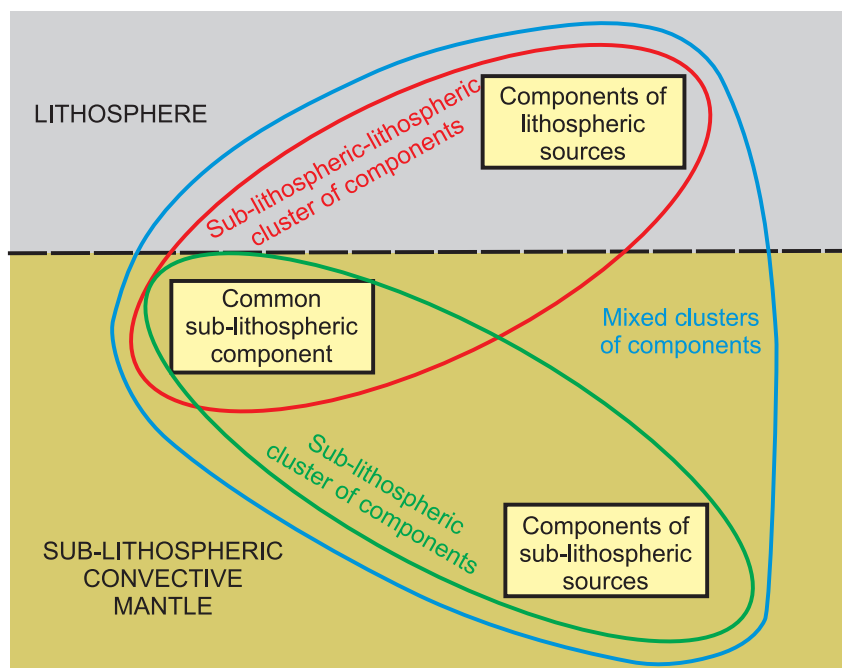 LITHOSPHERE
Sub-lithospheric-lithospheric
cluster of components
Components of
lithospheric
sources
Common
sub-lithospheric
component
Mixed clusters
of components
Sub-lithospheric
cluster of components
Components of
sub-lithospheric
sources
SUB-LITHOSPHERIC
CONVECTIVE
MANTLE